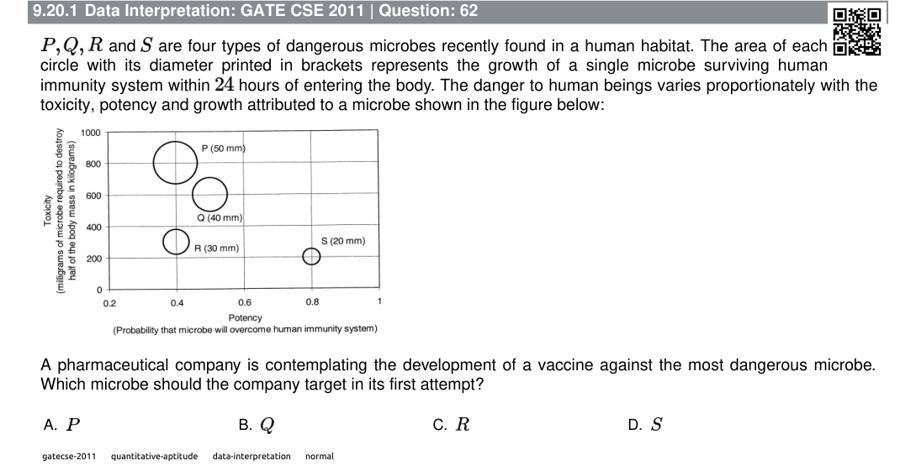 9.20.1 Data Interpretation: GATE CSE 2011 | Question: 62
P, Q, R and S are four types of dangerous microbes recently found in a human habitat. The area of each
circle with its diameter printed in brackets represents the growth of a single microbe surviving human
immunity system within 24 hours of entering the body. The danger to human beings varies proportionately with the
toxicity, potency and growth attributed to a microbe shown in the figure below:
Toxicity
(milligrams of microbe required to destroy
half of the body mass in kilograms)
1000
800
600
400
200
0
P (50 mm)
Q (40 mm)
R (30 mm)
S (20 mm)
0.2 0.4 0.6 0.8 1
Potency
(Probability that microbe will overcome human immunity system)
A pharmaceutical company is contemplating the development of a vaccine against the most dangerous microbe.
Which microbe should the company target in its first attempt?
A. P B. Q C. R D. S
gatecse-2011 quantitative-aptitude data-interpretation normal